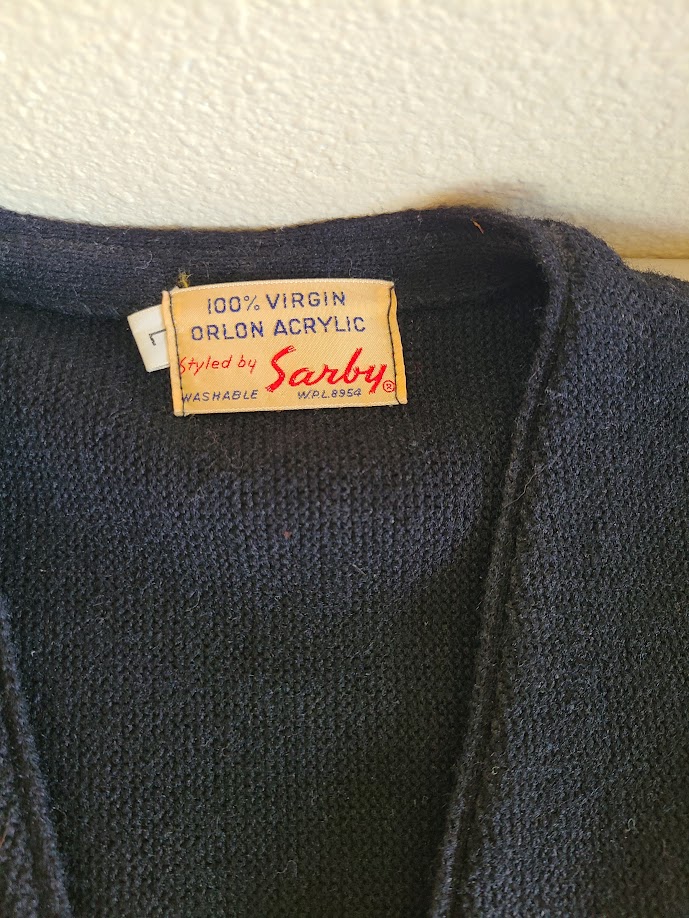 100% VIRGIN
ORLON ACRYLIC
Styled by Sarby®
WASHABLE W.P.L. 8954
L